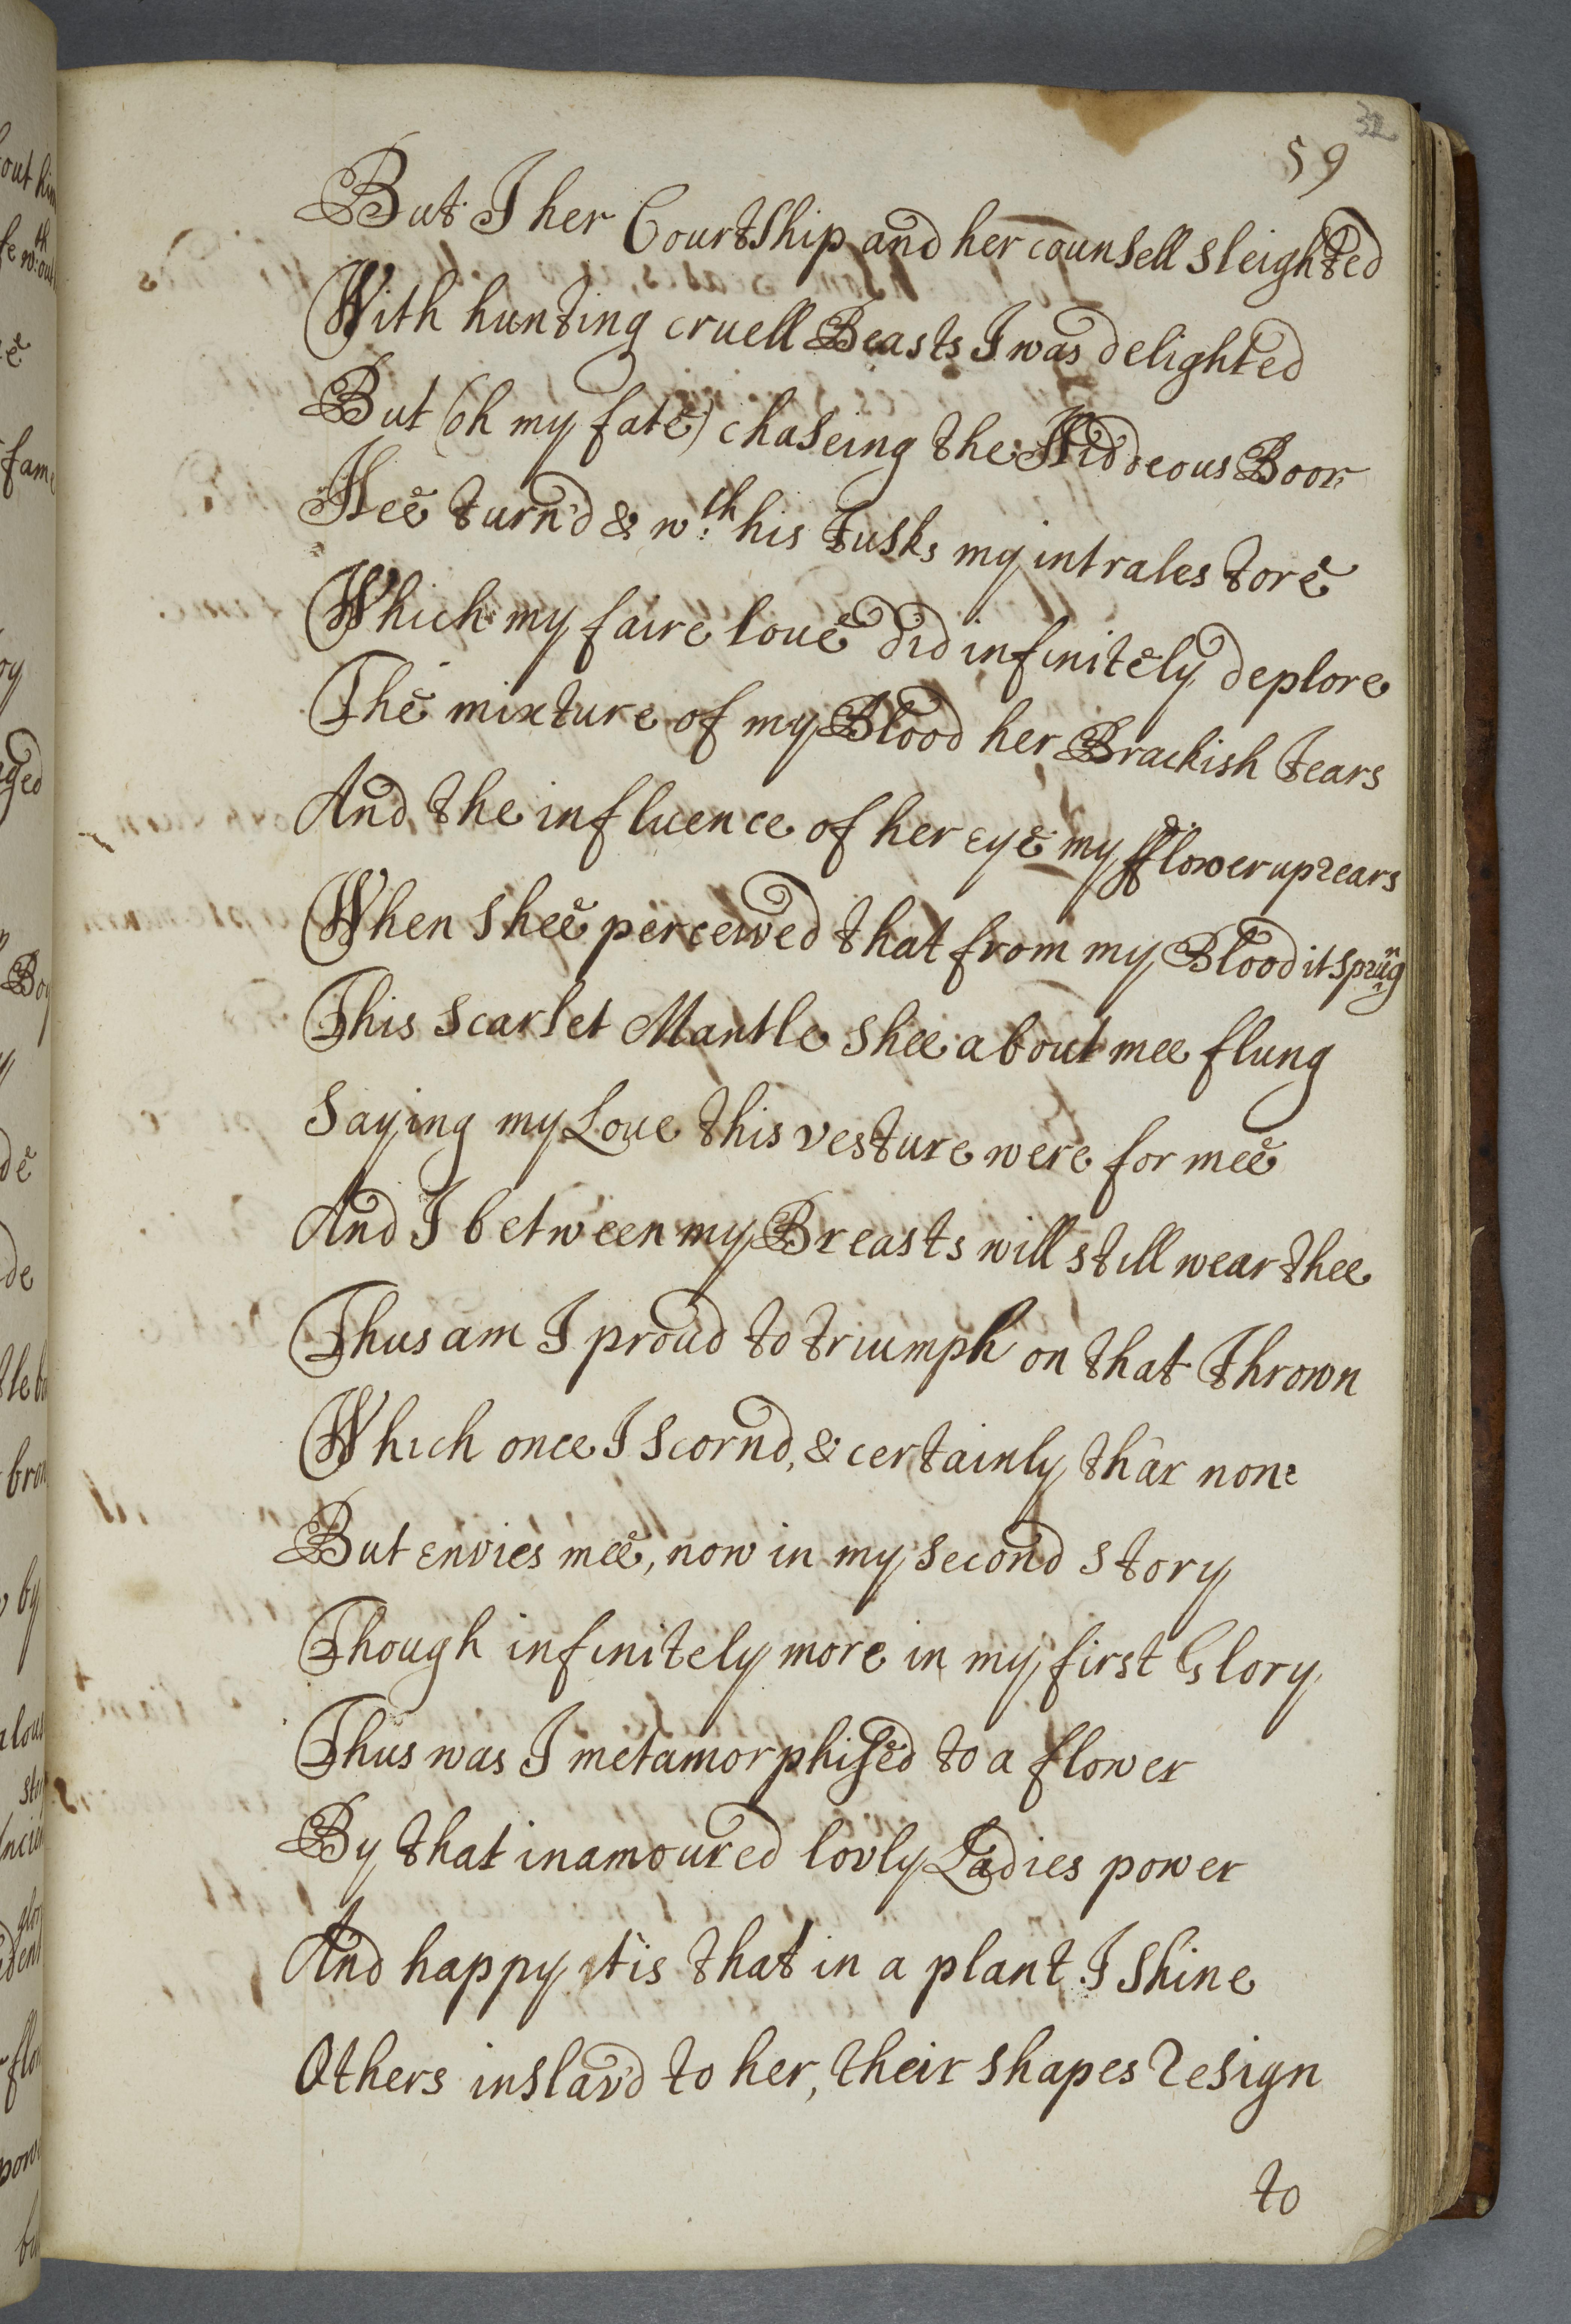 32
59
But I her Courtship and her counsell sleighted
With hunting cruell Beasts I was delighted
But (oh my fate) chaseing the Hiddeous Boor
Hee turn'd & wth his Tusks my intrales tore
Which my faire love did infinitely deplore
The mixture of my Blood her Brackish Tears
And the influence of her eye my fflower uprears
When shee perceived that from my Blood it sprūg
This scarlet Mantle shee about mee flung
Saying my Loue this vesture were for mee
And I between my Breasts will still wear thee
Thus am I proud to triumph on that Thrown
Which once I scornd, & certainly thar none
But envies mee, now in my second story
Though infinitely more in my first Glory
Thus was I metamorphised to a flower
By that inamoured lovly Ladies power
And happy 'tis that in a plant I shine
Others inslav'd to her, their shapes resign
to